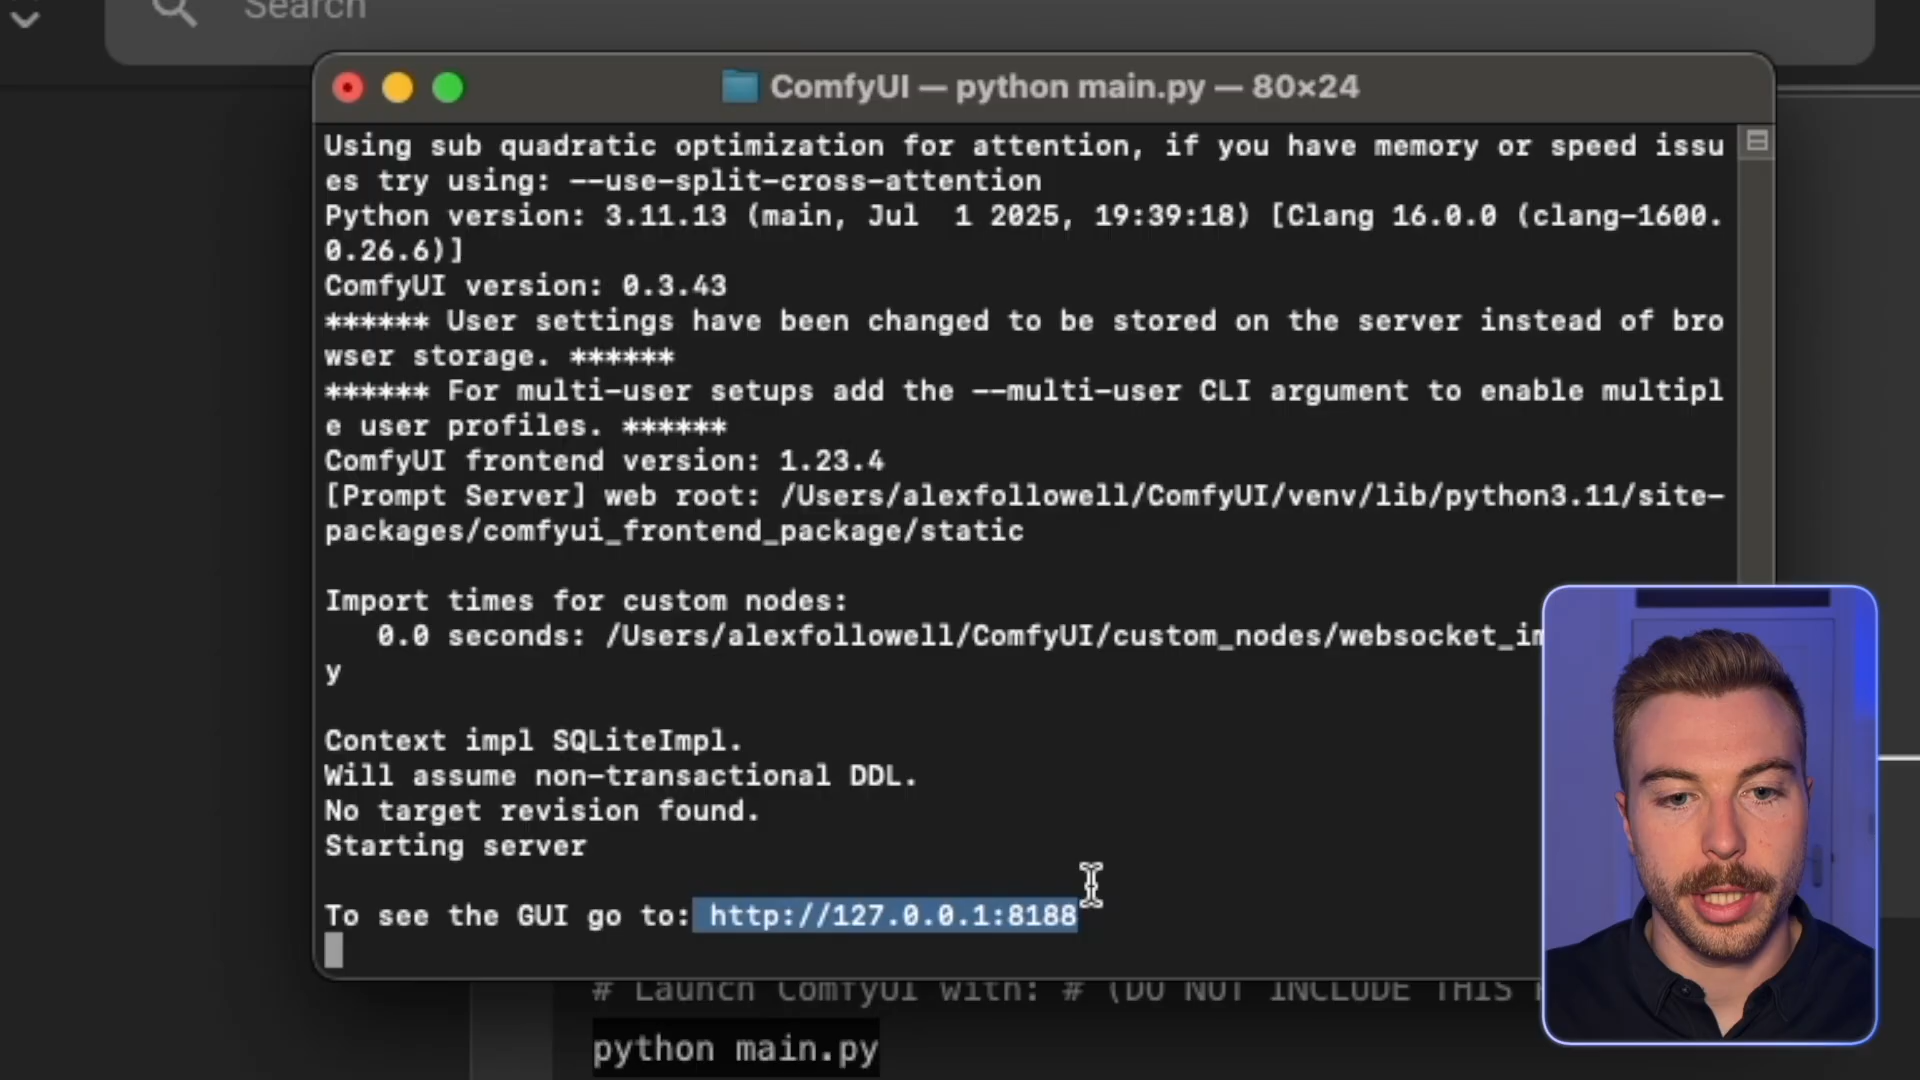 Search
ComfyUI — python main.py — 80×24
Using sub quadratic optimization for attention, if you have memory or speed issu
es try using: --use-split-cross-attention
Python version: 3.11.13 (main, Jul  1 2025, 19:39:18) [Clang 16.0.0 (clang-1600.
0.26.6)]
ComfyUI version: 0.3.43
****** User settings have been changed to be stored on the server instead of bro
wser storage. ******
****** For multi-user setups add the --multi-user CLI argument to enable multipl
e user profiles. ******
ComfyUI frontend version: 1.23.4
[Prompt Server] web root: /Users/alexfollowell/ComfyUI/venv/lib/python3.11/site-
packages/comfyui_frontend_package/static
Import times for custom nodes:
   0.0 seconds: /Users/alexfollowell/ComfyUI/custom_nodes/websocket_im
y
Context impl SQLiteImpl.
Will assume non-transactional DDL.
No target revision found.
Starting server
To see the GUI go to: http://127.0.0.1:8188
# Launch ComfyUI with: # (DO NOT INCLUDE THIS
python main.py